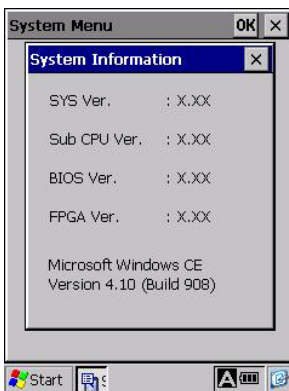 System Menu OK
System Information
SYS Ver. : X.XX
Sub CPU Ver. : X.XX
BIOS Ver. : X.XX
FPGA Ver. : X.XX
Microsoft Windows CE
Version 4.10 (Build 908)
Start A